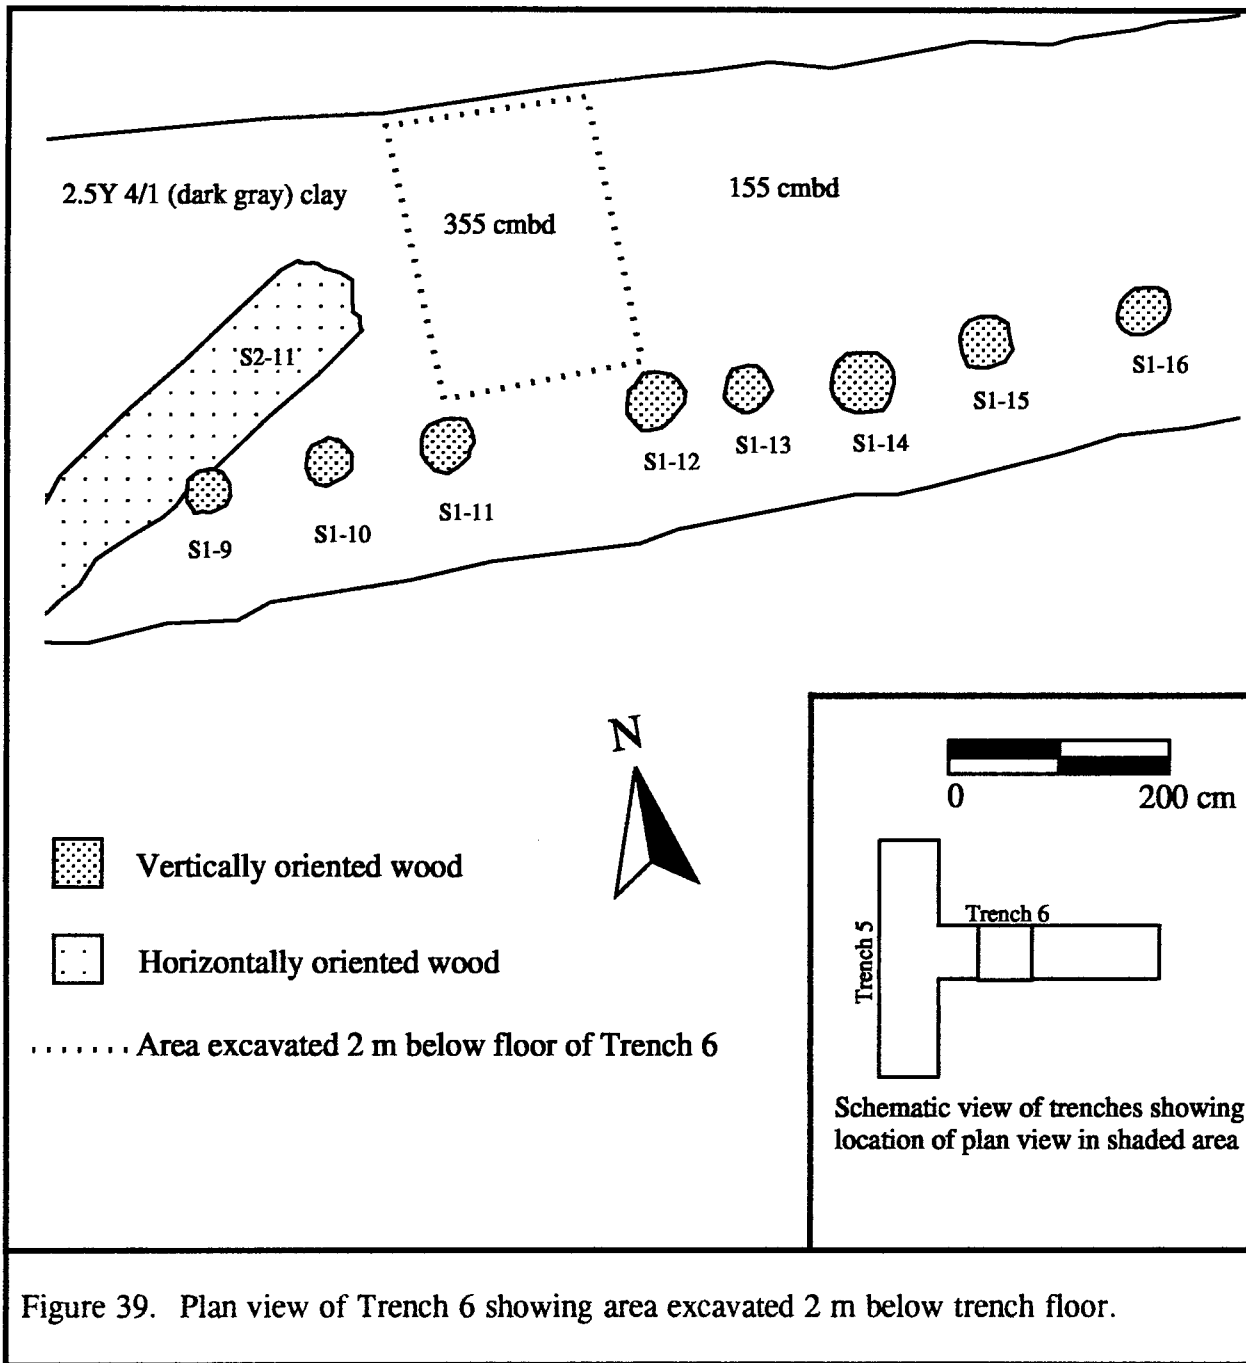 2.5Y 4/1 (dark gray) clay
355 cmbd
155 cmbd
S2-11
S1-9
S1-10
S1-11
S1-12
S1-13
S1-14
S1-15
S1-16
N
Vertically oriented wood
Horizontally oriented wood
Area excavated 2 m below floor of Trench 6
0 200 cm
Trench 5
Trench 6
Schematic view of trenches showing
location of plan view in shaded area
Figure 39. Plan view of Trench 6 showing area excavated 2 m below trench floor.